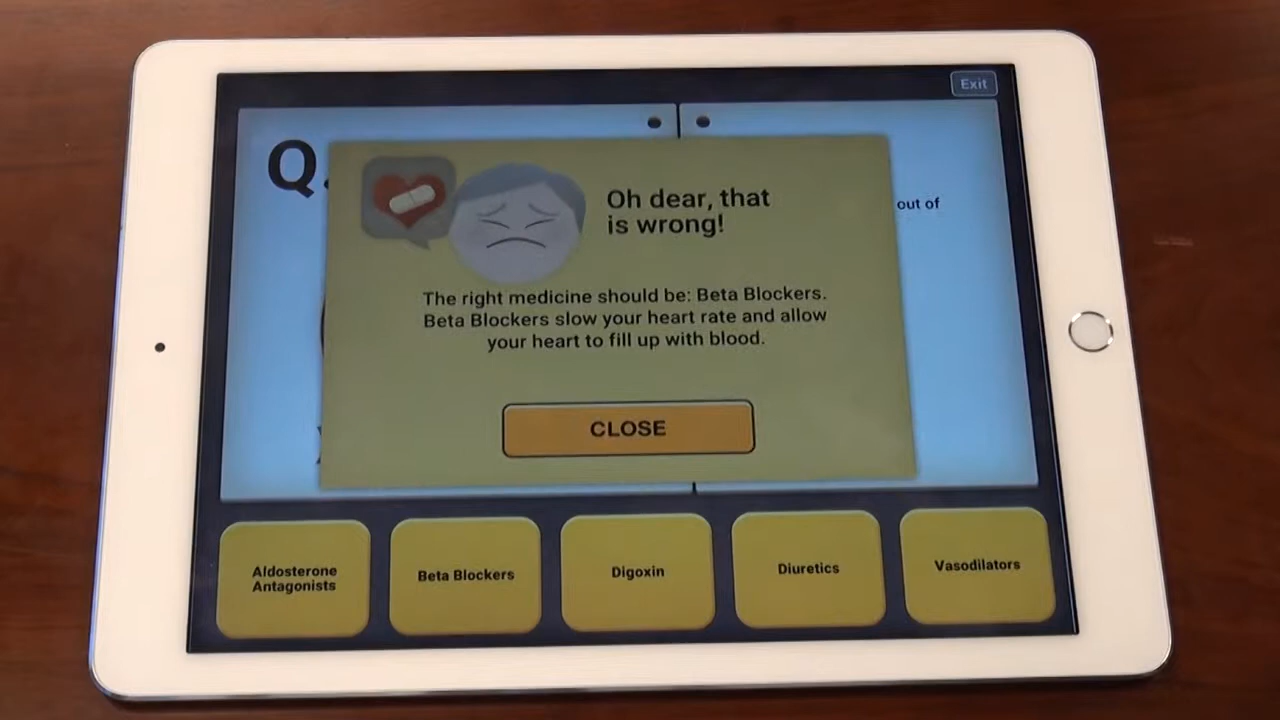 Exit
Q.
out of
Oh dear, that
is wrong!
The right medicine should be: Beta Blockers.
Beta Blockers slow your heart rate and allow
your heart to fill up with blood.
CLOSE
Aldosterone
Antagonists
Beta Blockers
Digoxin
Diuretics
Vasodilators